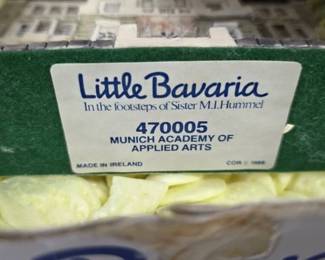 Little Bavaria
In the footsteps of Sister M.I. Hummel
470005
MUNICH ACADEMY OF
APPLIED ARTS
MADE IN IRELAND